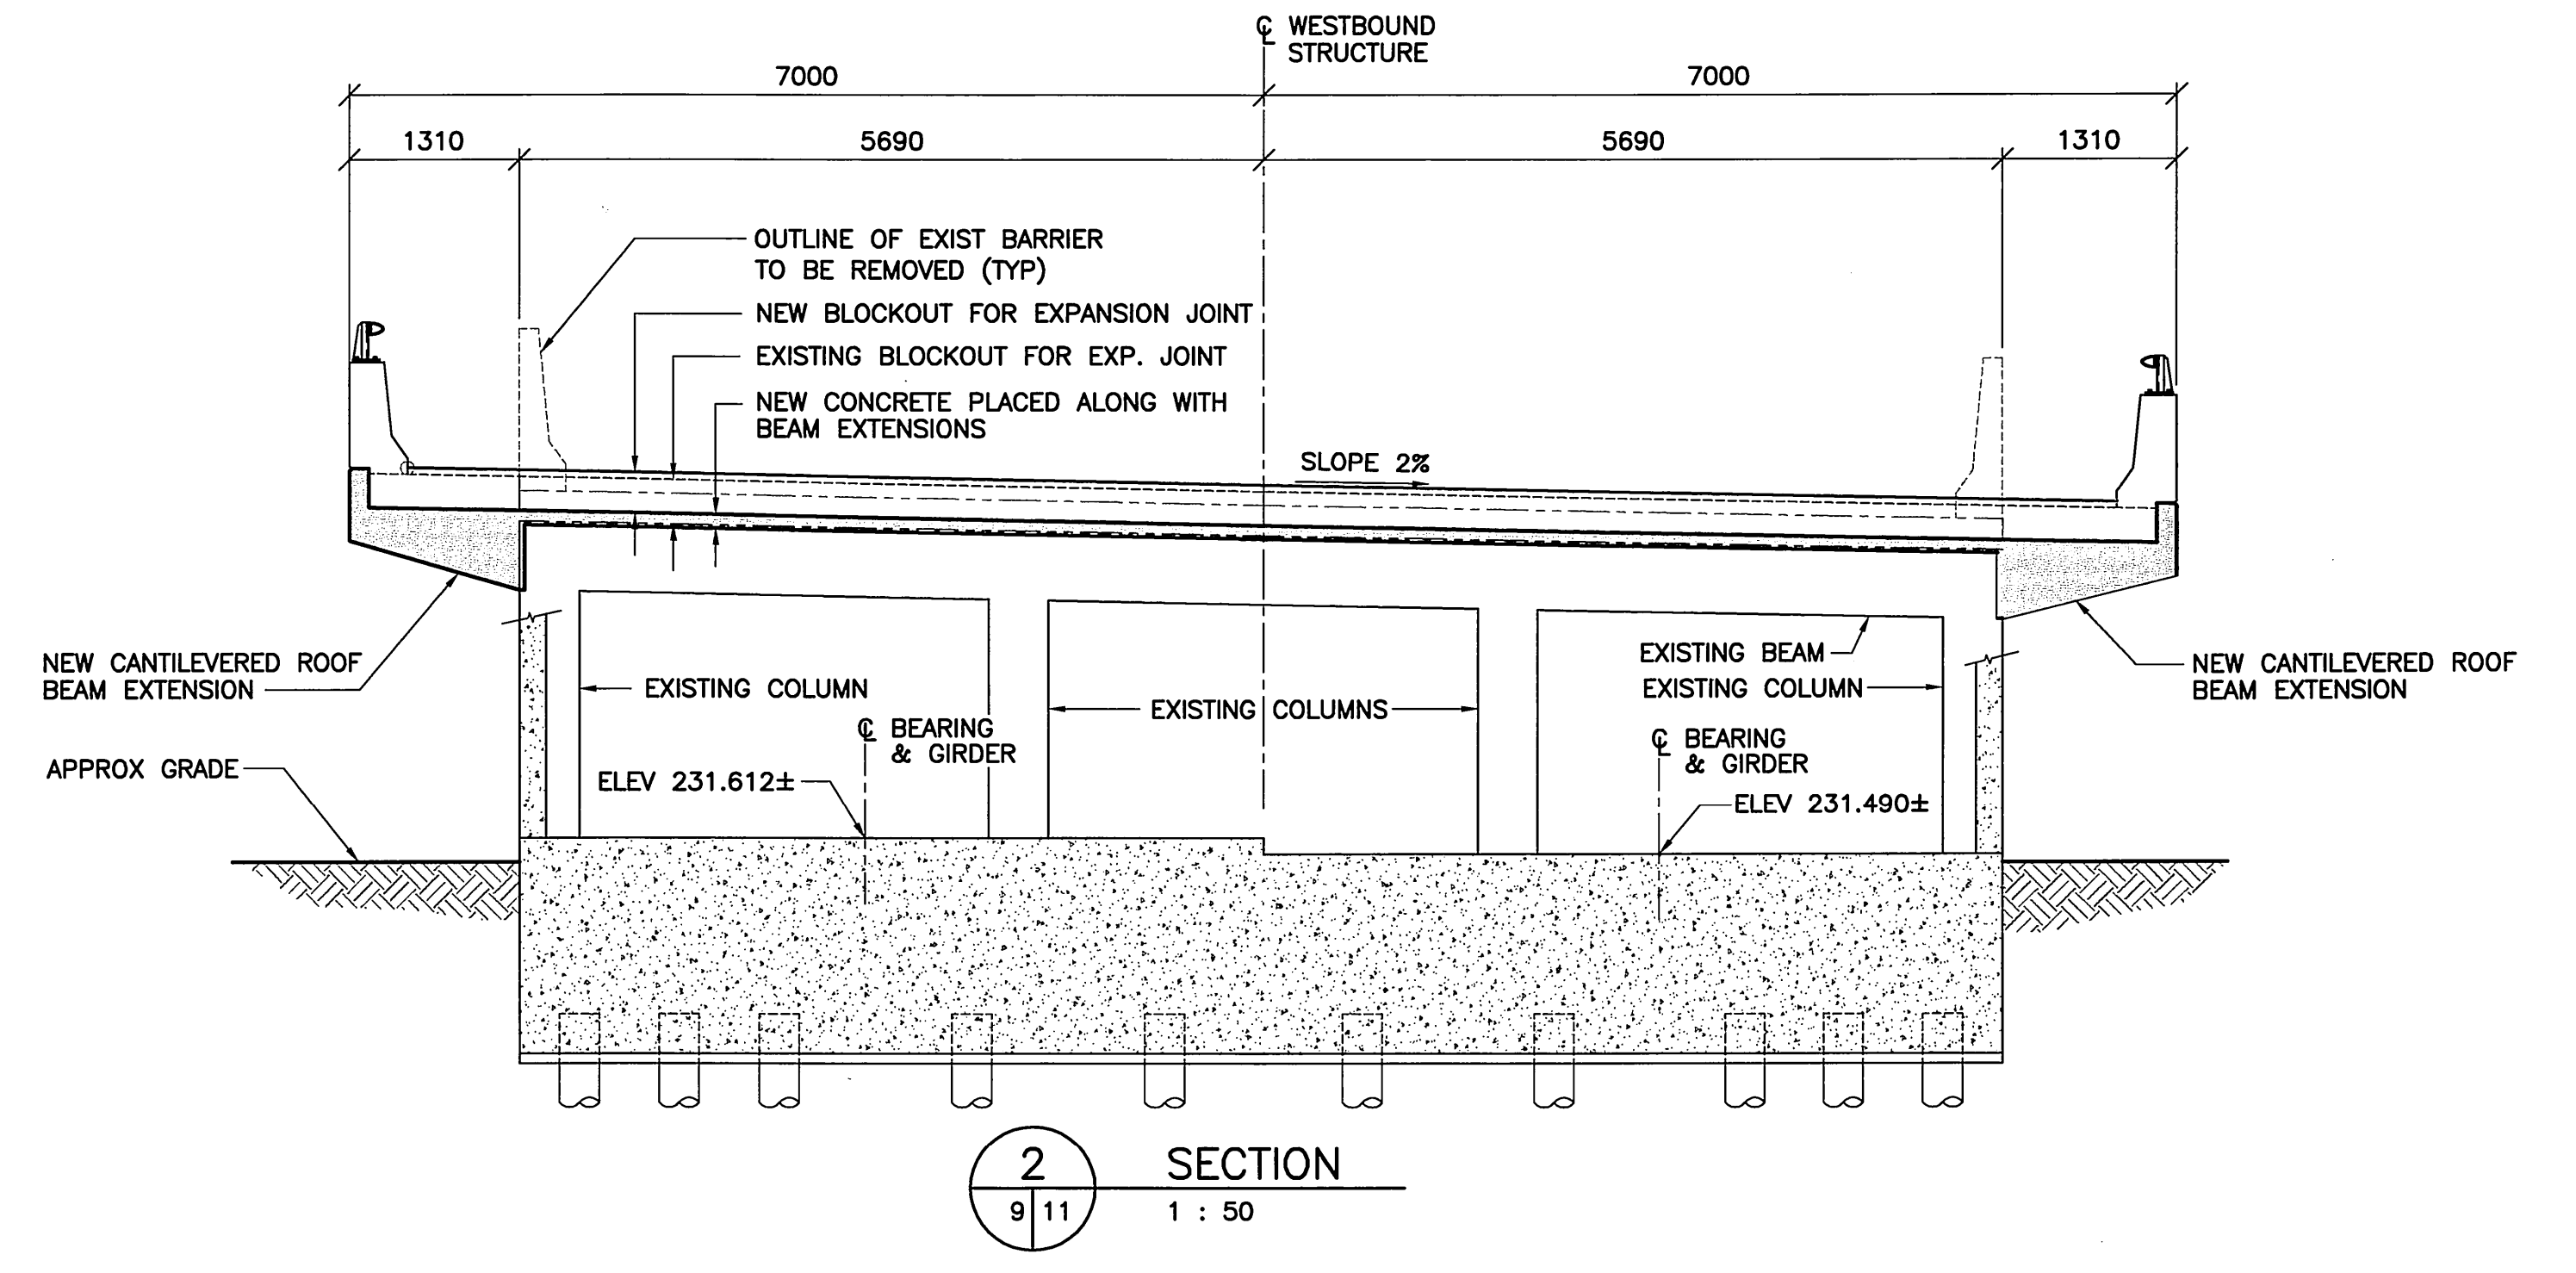 ℄ WESTBOUND
STRUCTURE
7000
7000
1310
5690
5690
1310
OUTLINE OF EXIST BARRIER
TO BE REMOVED (TYP)
NEW BLOCKOUT FOR EXPANSION JOINT
EXISTING BLOCKOUT FOR EXP. JOINT
NEW CONCRETE PLACED ALONG WITH
BEAM EXTENSIONS
SLOPE 2%
NEW CANTILEVERED ROOF
BEAM EXTENSION
EXISTING COLUMN
EXISTING COLUMNS
EXISTING BEAM
EXISTING COLUMN
NEW CANTILEVERED ROOF
BEAM EXTENSION
℄ BEARING
& GIRDER
℄ BEARING
& GIRDER
APPROX GRADE
ELEV 231.612±
ELEV 231.490±
2
9 11
SECTION
1 : 50